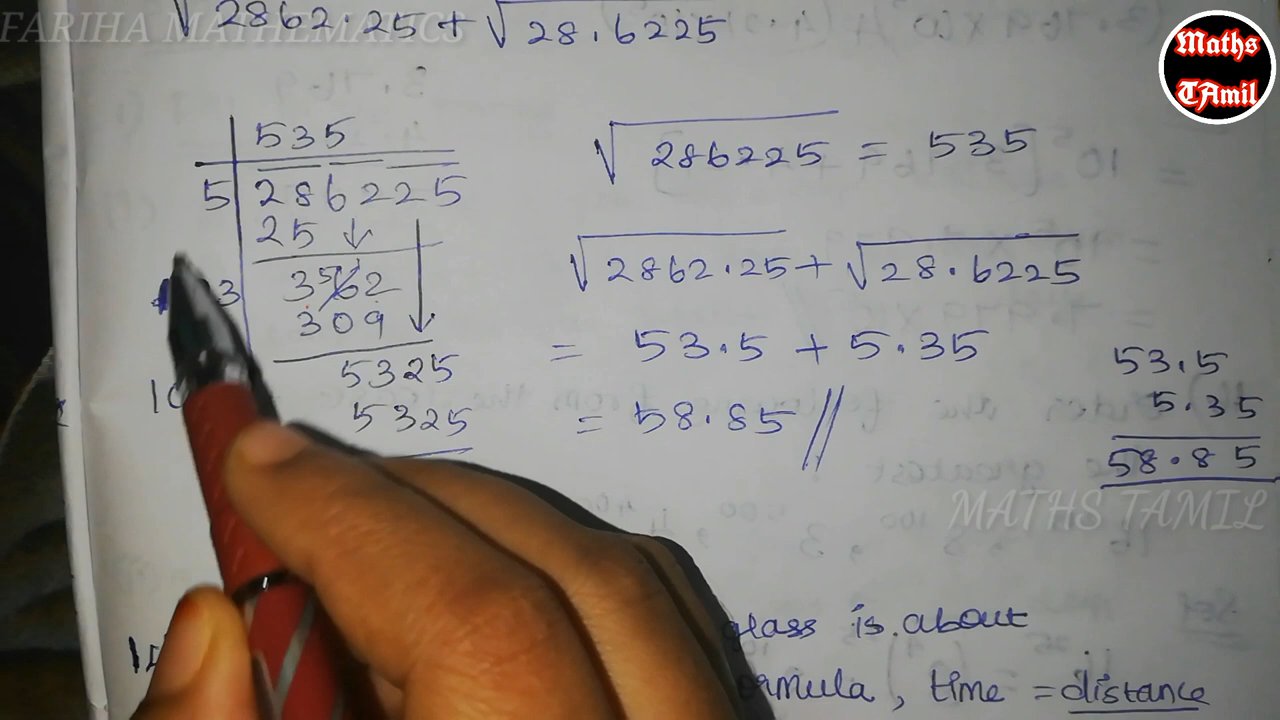 √2862.25 + √28.6225
FARIHA MATHEMATICS
Maths
TAmil
535
5 286225
25
3562
309
5325
5325
√286225 = 535
√2862.25 + √28.6225
= 53.5 + 5.35
= 58.85 //
53.5
5.35
58.85
MATHS TAMIL
glass is about
, time = distance